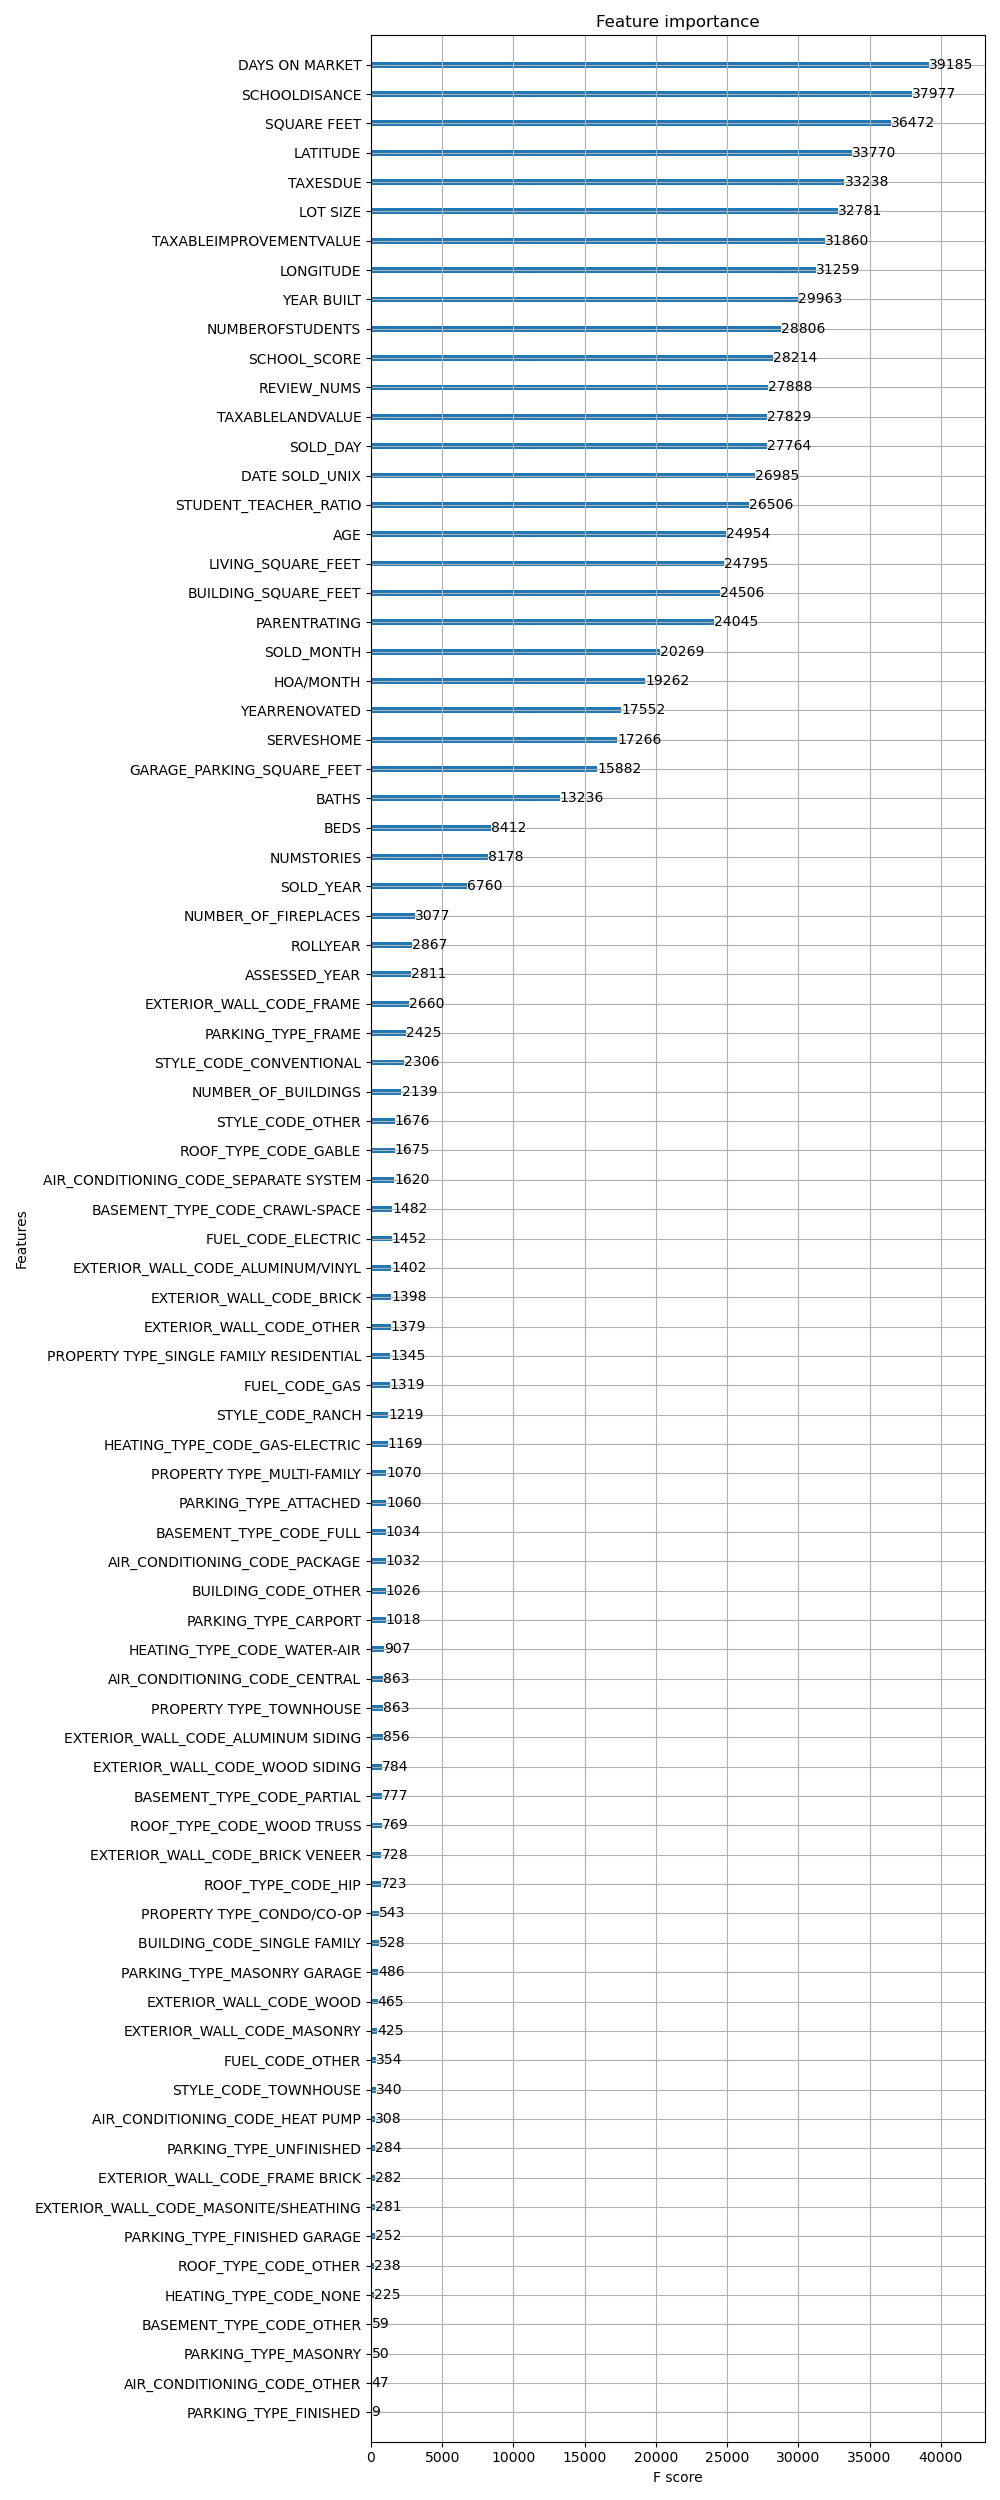 Feature importance
DAYS ON MARKET 39185
SCHOOLDISANCE 37977
SQUARE FEET 36472
LATITUDE 33770
TAXESDUE 33238
LOT SIZE 32781
TAXABLEIMPROVEMENTVALUE 31860
LONGITUDE 31259
YEAR BUILT 29963
NUMBEROFSTUDENTS 28806
SCHOOL_SCORE 28214
REVIEW_NUMS 27888
TAXABLELANDVALUE 27829
SOLD_DAY 27764
DATE SOLD_UNIX 26985
STUDENT_TEACHER_RATIO 26506
AGE 24954
LIVING_SQUARE_FEET 24795
BUILDING_SQUARE_FEET 24506
PARENTRATING 24045
SOLD_MONTH 20269
HOA/MONTH 19262
YEARRENOVATED 17552
SERVESHOME 17266
GARAGE_PARKING_SQUARE_FEET 15882
BATHS 13236
BEDS 8412
NUMSTORIES 8178
SOLD_YEAR 6760
NUMBER_OF_FIREPLACES 3077
ROLLYEAR 2867
ASSESSED_YEAR 2811
EXTERIOR_WALL_CODE_FRAME 2660
PARKING_TYPE_FRAME 2425
STYLE_CODE_CONVENTIONAL 2306
NUMBER_OF_BUILDINGS 2139
STYLE_CODE_OTHER 1676
ROOF_TYPE_CODE_GABLE 1675
AIR_CONDITIONING_CODE_SEPARATE SYSTEM 1620
BASEMENT_TYPE_CODE_CRAWL-SPACE 1482
FUEL_CODE_ELECTRIC 1452
EXTERIOR_WALL_CODE_ALUMINUM/VINYL 1402
EXTERIOR_WALL_CODE_BRICK 1398
EXTERIOR_WALL_CODE_OTHER 1379
PROPERTY TYPE_SINGLE FAMILY RESIDENTIAL 1345
FUEL_CODE_GAS 1319
STYLE_CODE_RANCH 1219
HEATING_TYPE_CODE_GAS-ELECTRIC 1169
PROPERTY TYPE_MULTI-FAMILY 1070
PARKING_TYPE_ATTACHED 1060
BASEMENT_TYPE_CODE_FULL 1034
AIR_CONDITIONING_CODE_PACKAGE 1032
BUILDING_CODE_OTHER 1026
PARKING_TYPE_CARPORT 1018
HEATING_TYPE_CODE_WATER-AIR 907
AIR_CONDITIONING_CODE_CENTRAL 863
PROPERTY TYPE_TOWNHOUSE 863
EXTERIOR_WALL_CODE_ALUMINUM SIDING 856
EXTERIOR_WALL_CODE_WOOD SIDING 784
BASEMENT_TYPE_CODE_PARTIAL 777
ROOF_TYPE_CODE_WOOD TRUSS 769
EXTERIOR_WALL_CODE_BRICK VENEER 728
ROOF_TYPE_CODE_HIP 723
PROPERTY TYPE_CONDO/CO-OP 543
BUILDING_CODE_SINGLE FAMILY 528
PARKING_TYPE_MASONRY GARAGE 486
EXTERIOR_WALL_CODE_WOOD 465
EXTERIOR_WALL_CODE_MASONRY 425
FUEL_CODE_OTHER 354
STYLE_CODE_TOWNHOUSE 340
AIR_CONDITIONING_CODE_HEAT PUMP 308
PARKING_TYPE_UNFINISHED 284
EXTERIOR_WALL_CODE_FRAME BRICK 282
EXTERIOR_WALL_CODE_MASONITE/SHEATHING 281
PARKING_TYPE_FINISHED GARAGE 252
ROOF_TYPE_CODE_OTHER 238
HEATING_TYPE_CODE_NONE 225
BASEMENT_TYPE_CODE_OTHER 59
PARKING_TYPE_MASONRY 50
AIR_CONDITIONING_CODE_OTHER 47
PARKING_TYPE_FINISHED 9
Features
0 5000 10000 15000 20000 25000 30000 35000 40000
F score